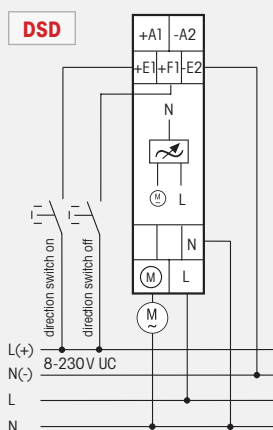 DSD
+A1 -A2
+E1 +F1 -E2
N
M ~ L
N
M L
M ~
direction switch on
direction switch off
L(+)
8-230V UC
N(-)
L
N